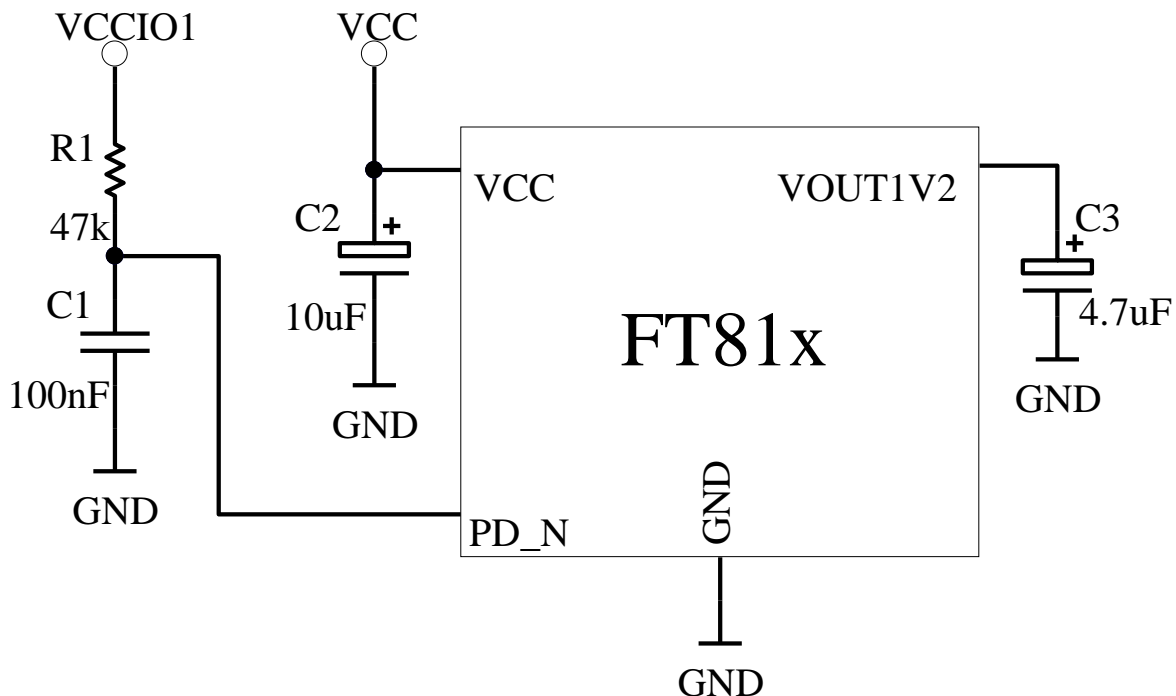 VCCIO1
VCC
R1
47k
C1
100nF
GND
C2
+
10uF
GND
VCC
VOUT1V2
FT81x
PD_N
GND
GND
C3
+
4.7uF
GND